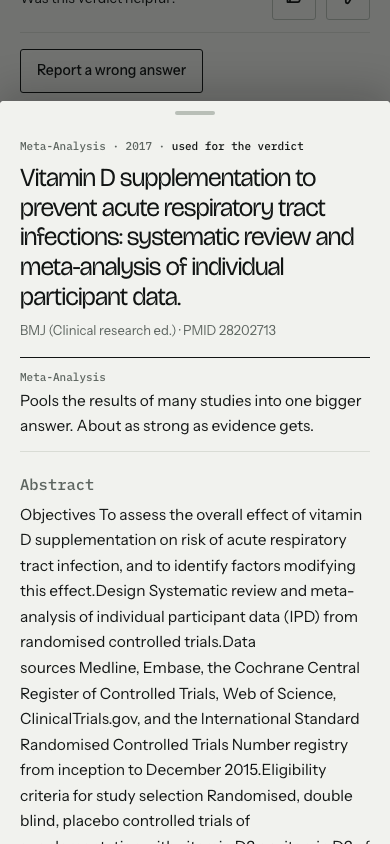 Was this verdict helpful?
Report a wrong answer
Meta-Analysis · 2017 · used for the verdict
Vitamin D supplementation to
prevent acute respiratory tract
infections: systematic review and
meta-analysis of individual
participant data.
BMJ (Clinical research ed.) · PMID 28202713
Meta-Analysis
Pools the results of many studies into one bigger
answer. About as strong as evidence gets.
Abstract
Objectives To assess the overall effect of vitamin
D supplementation on risk of acute respiratory
tract infection, and to identify factors modifying
this effect.Design Systematic review and meta-
analysis of individual participant data (IPD) from
randomised controlled trials.Data
sources Medline, Embase, the Cochrane Central
Register of Controlled Trials, Web of Science,
ClinicalTrials.gov, and the International Standard
Randomised Controlled Trials Number registry
from inception to December 2015.Eligibility
criteria for study selection Randomised, double
blind, placebo controlled trials of